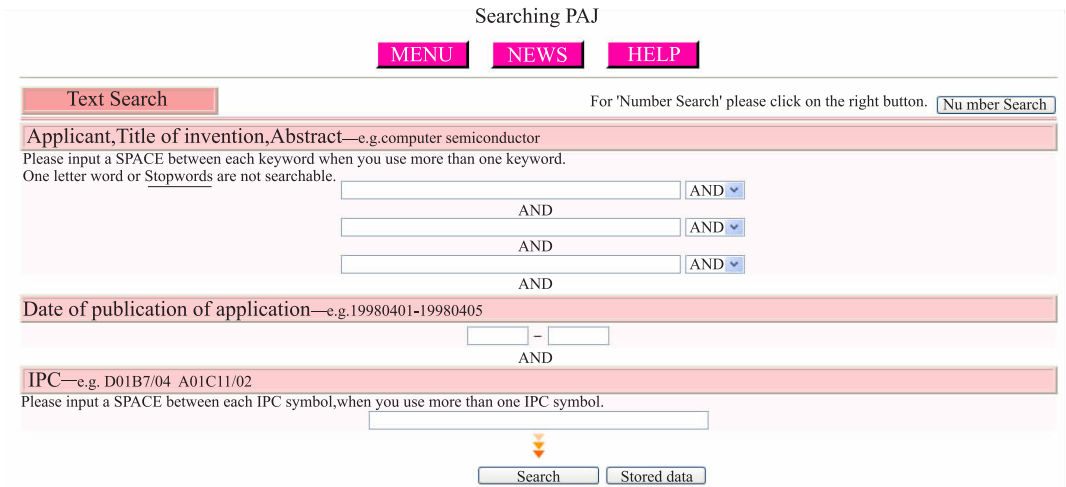 Searching PAJ
MENU NEWS HELP
Text Search For 'Number Search' please click on the right button. Nu mber Search
Applicant,Title of invention,Abstract—e.g.computer semiconductor
Please input a SPACE between each keyword when you use more than one keyword.
One letter word or Stopwords are not searchable.
AND
AND
AND
AND
AND
AND
Date of publication of application—e.g.19980401-19980405
–
AND
IPC—e.g. D01B7/04 A01C11/02
Please input a SPACE between each IPC symbol,when you use more than one IPC symbol.
Search Stored data